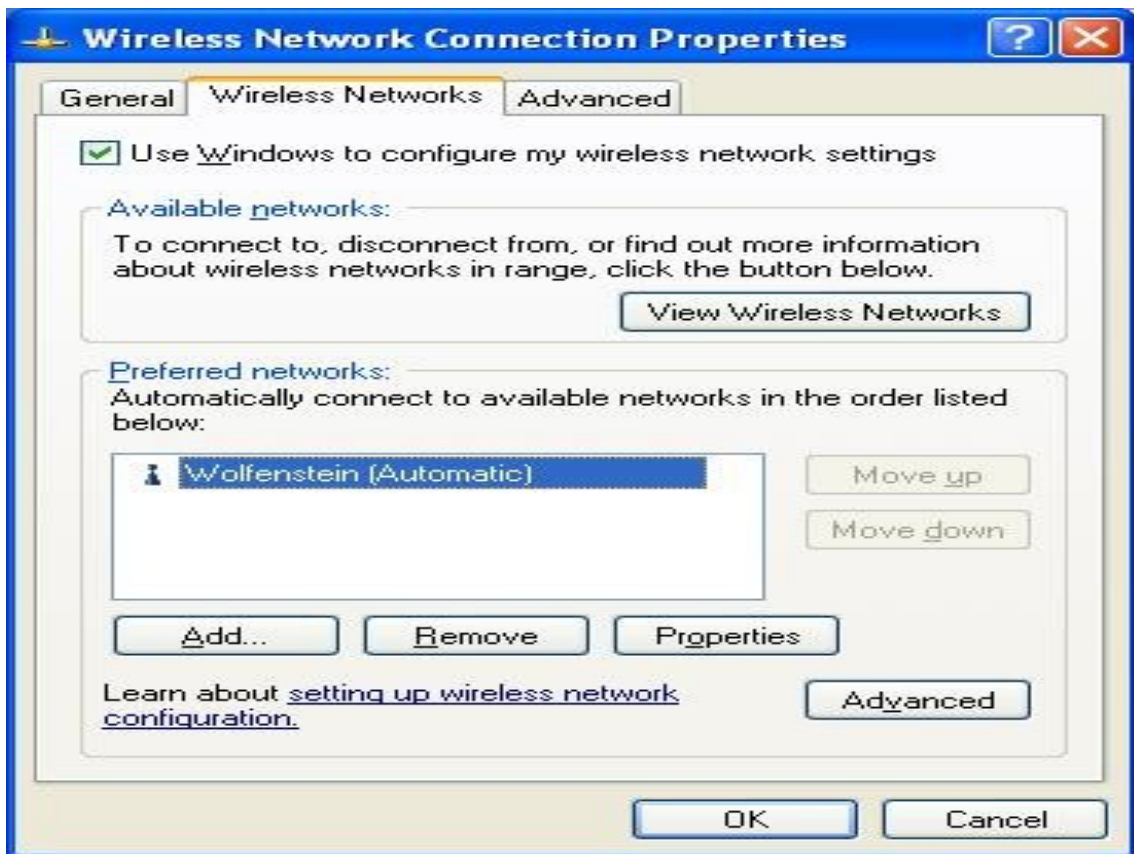 Wireless Network Connection Properties
General Wireless Networks Advanced
Use Windows to configure my wireless network settings
Available networks:
To connect to, disconnect from, or find out more information
about wireless networks in range, click the button below.
View Wireless Networks
Preferred networks:
Automatically connect to available networks in the order listed
below:
Wolfenstein (Automatic)
Move up
Move down
Add... Remove Properties
Learn about setting up wireless network
configuration.
Advanced
OK Cancel